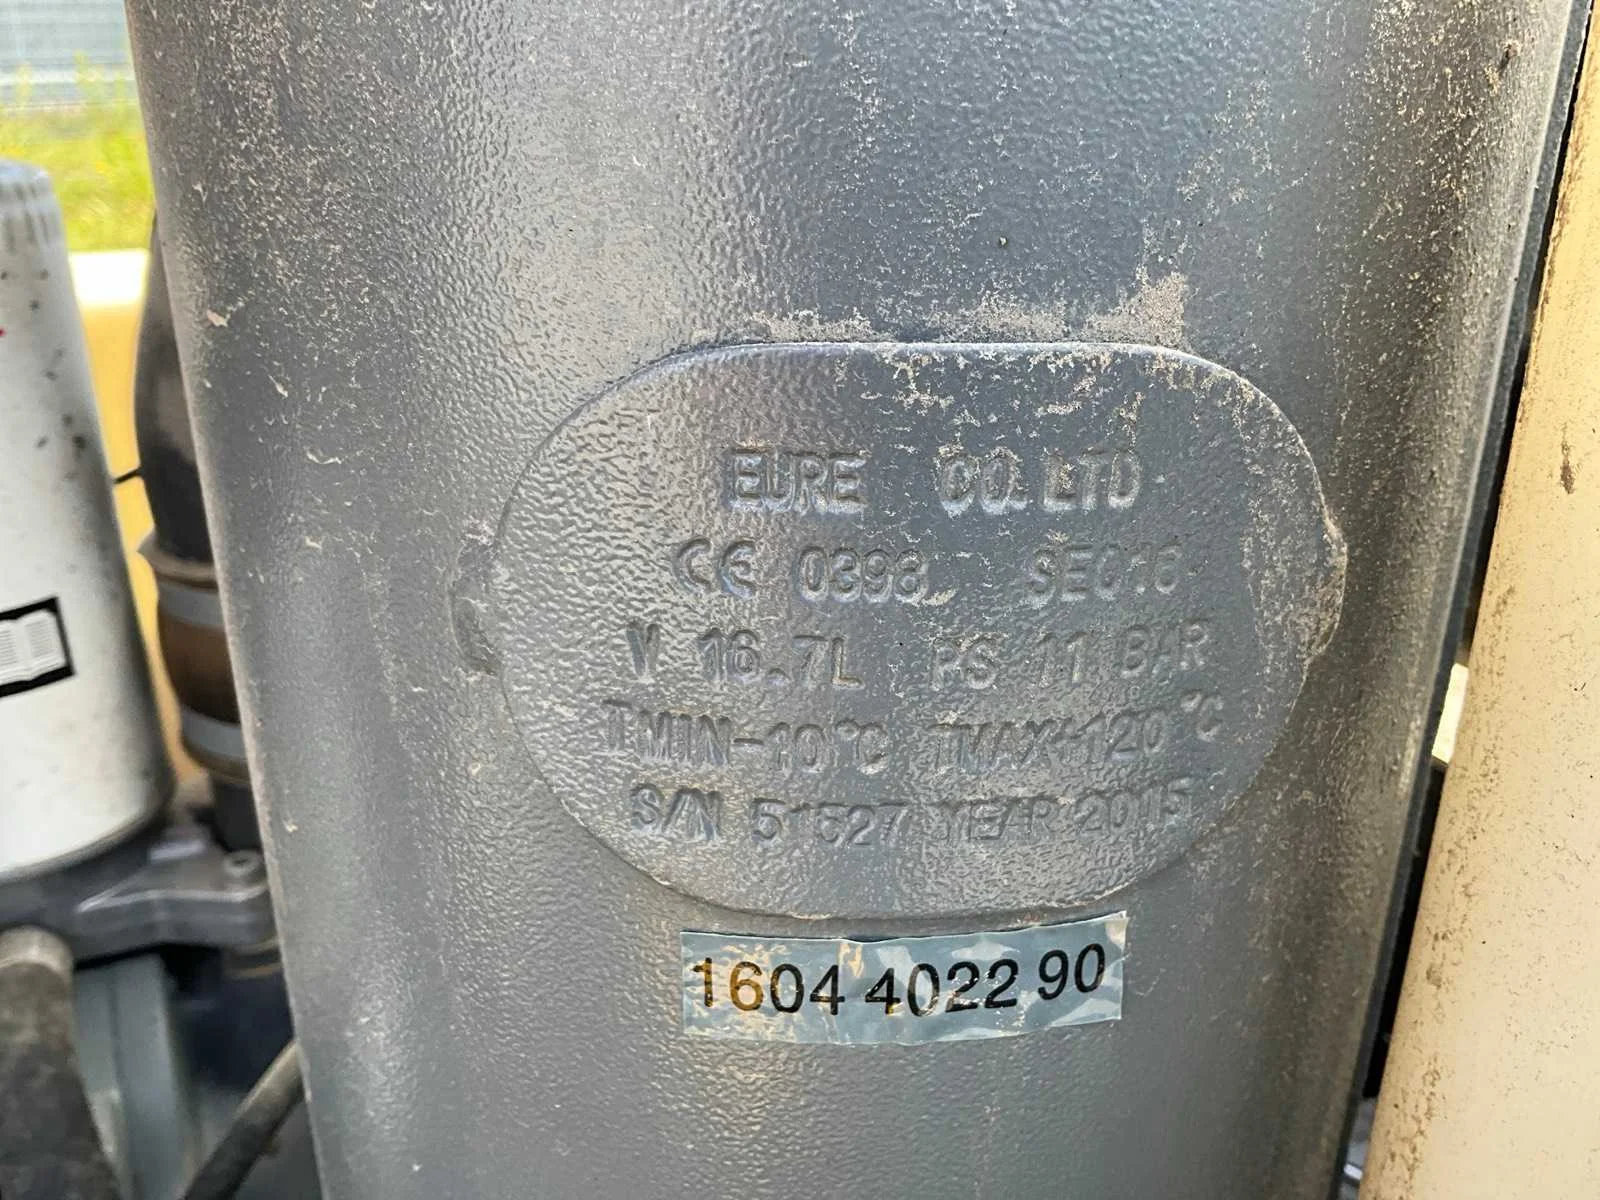 EURE CO. LTD
CE 0398 SE016
V 16.7L PS 11 BAR
TMIN-10°C TMAX+120°C
S/N 51527 YEAR 2015
1604 4022 90